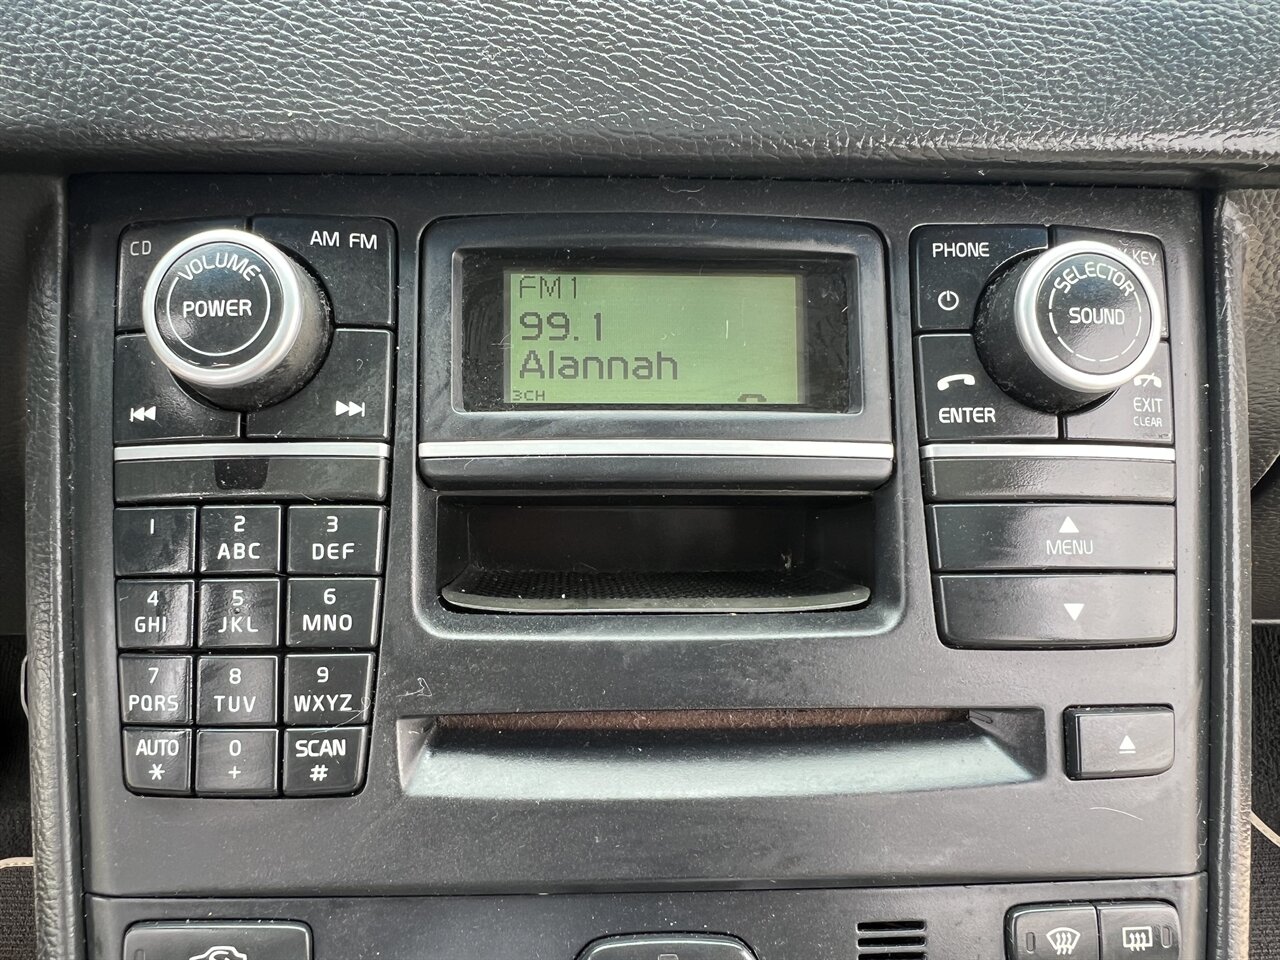 CD
VOLUME
POWER
AM FM
FM1
99.1
Alannah
3CH
PHONE
SELECTOR
SOUND
KEY
ENTER
EXIT
CLEAR
1
2
ABC
3
DEF
4
GHI
5
JKL
6
MNO
7
PQRS
8
TUV
9
WXYZ
AUTO
*
0
+
SCAN
#
MENU